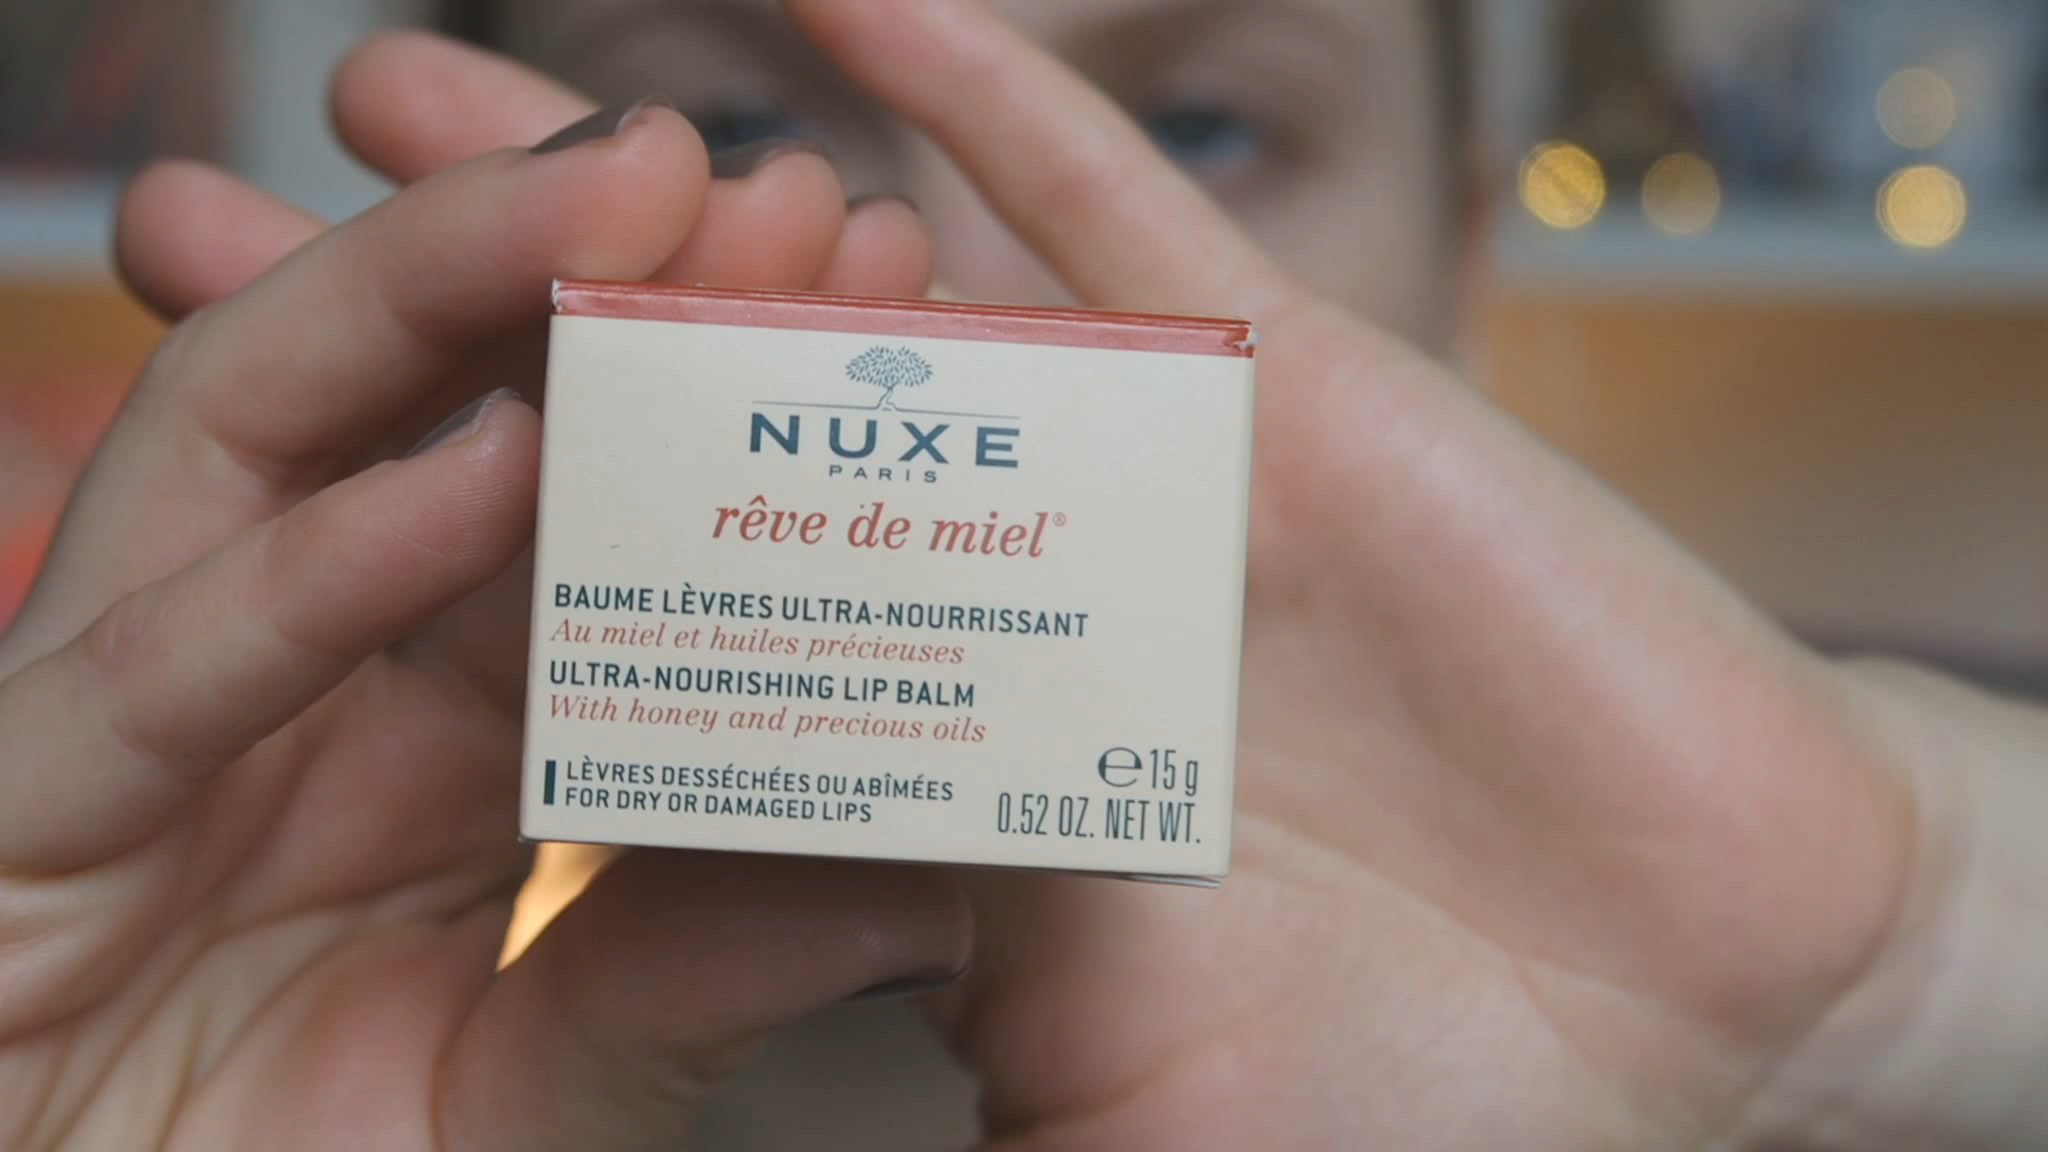 NUXE
PARIS
rêve de miel®
BAUME LÈVRES ULTRA-NOURRISSANT
Au miel et huiles précieuses
ULTRA-NOURISHING LIP BALM
With honey and precious oils
LÈVRES DESSÉCHÉES OU ABÎMÉES
FOR DRY OR DAMAGED LIPS
℮ 15 g
0.52 OZ. NET WT.